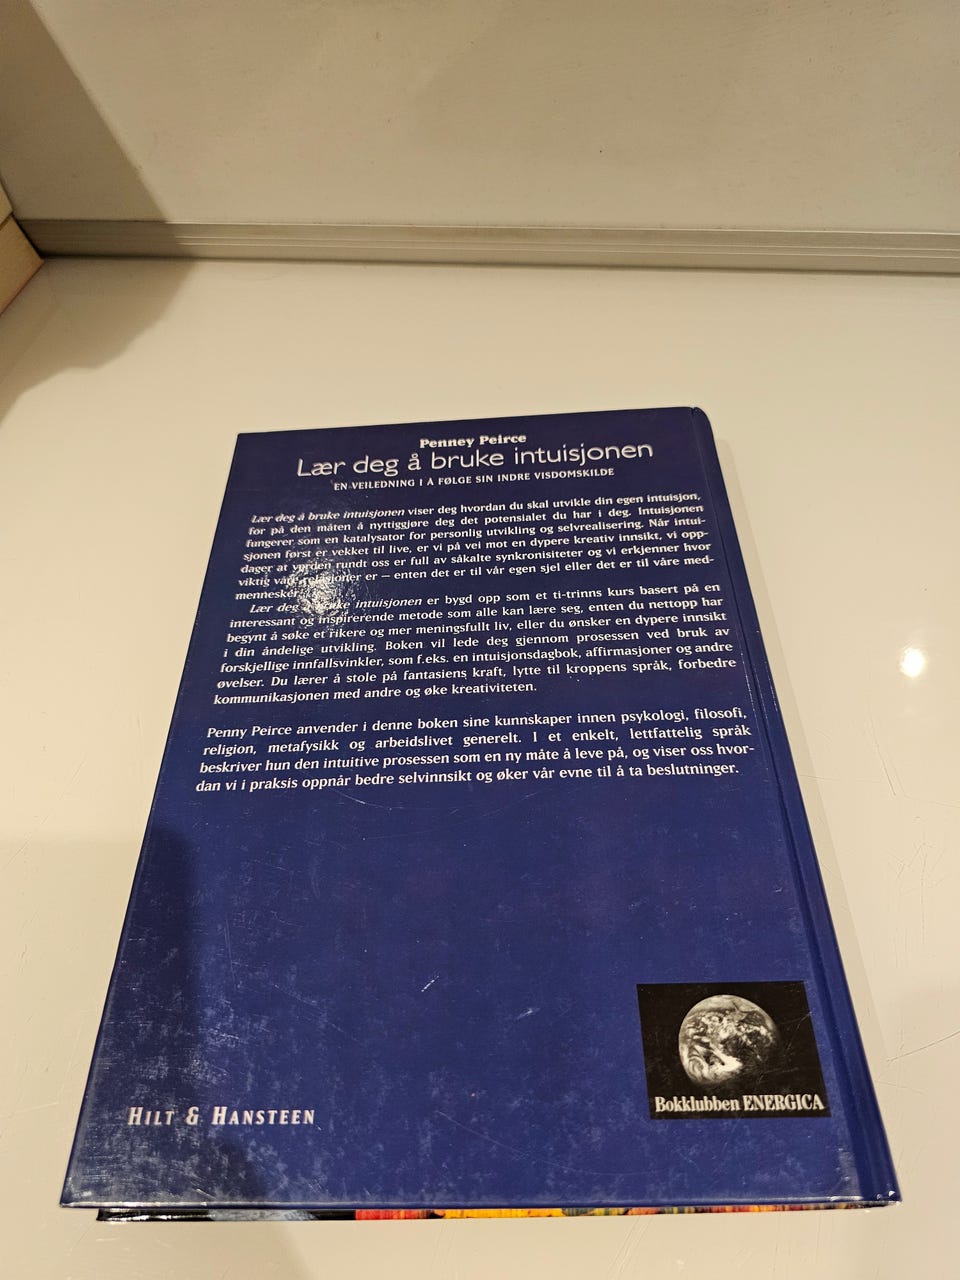 Penney Peirce
Lær deg å bruke intuisjonen
EN VEILEDNING I Å FØLGE SIN INDRE VISDOMSKILDE
Lær deg å bruke intuisjonen viser deg hvordan du skal utvikle din egen intuisjon,
for på den måten å nyttiggjøre deg det potensialet du har i deg. Intuisjonen
fungerer som en katalysator for personlig utvikling og selvrealisering. Når intui-
sjonen først er vekket til live, er vi på vei mot en dypere kreativ innsikt, vi opp-
dager at verden rundt oss er full av såkalte synkronisiteter og vi erkjenner hvor
viktig våre relasjoner er – enten det er til vår egen sjel eller det er til våre med-
mennesker.
Lær deg å bruke intuisjonen er bygd opp som et ti-trinns kurs basert på en
interessant og inspirerende metode som alle kan lære seg, enten du nettopp har
begynt å søke et rikere og mer meningsfullt liv, eller du ønsker en dypere innsikt
i din åndelige utvikling. Boken vil lede deg gjennom prosessen ved bruk av
forskjellige innfallsvinkler, som f.eks. en intuisjonsdagbok, affirmasjoner og andre
øvelser. Du lærer å stole på fantasiens kraft, lytte til kroppens språk, forbedre
kommunikasjonen med andre og øke kreativiteten.
Penny Peirce anvender i denne boken sine kunnskaper innen psykologi, filosofi,
religion, metafysikk og arbeidslivet generelt. I et enkelt, lettfattelig språk
beskriver hun den intuitive prosessen som en ny måte å leve på, og viser oss hvor-
dan vi i praksis oppnår bedre selvinnsikt og øker vår evne til å ta beslutninger.
Bokklubben ENERGICA
HILT & HANSTEEN